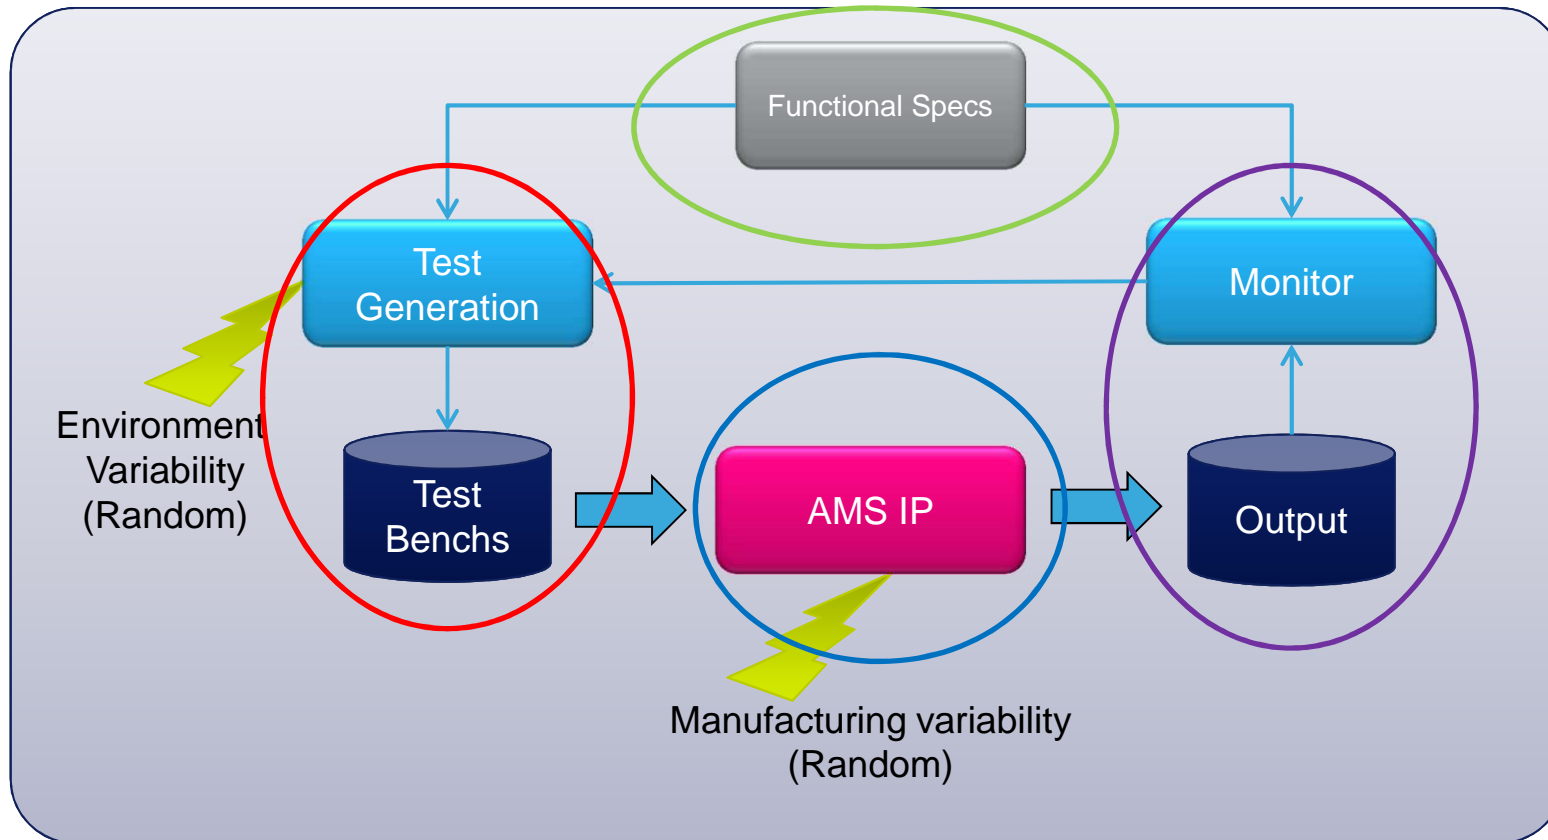 Functional Specs
Test
Generation
Monitor
Environment
Variability
(Random)
Test
Benchs
AMS IP
Output
Manufacturing variability
(Random)